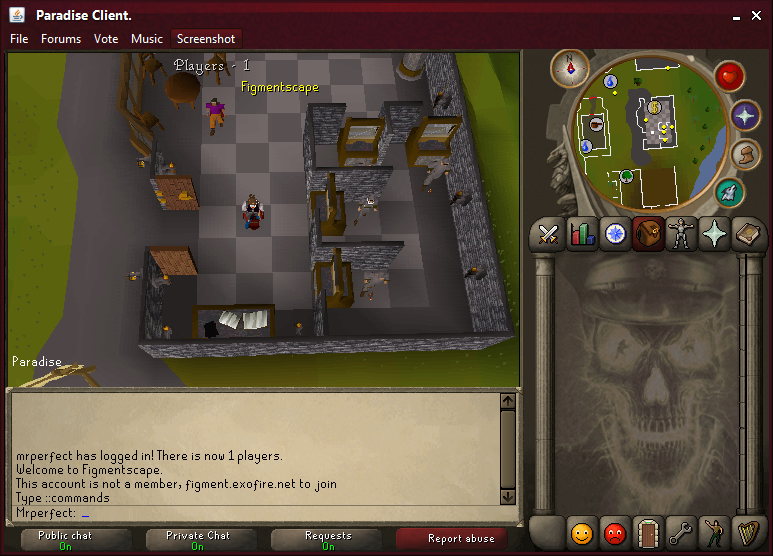 Paradise Client.
File Forums Vote Music Screenshot
Players - 1
Figmentscape
N
Paradise
mrperfect has logged in! There is now 1 players.
Welcome to Figmentscape.
This account is not a member, figment.exofire.net to join
Type ::commands
Mrperfect: _
Public chat Private Chat Requests Report abuse
On On On